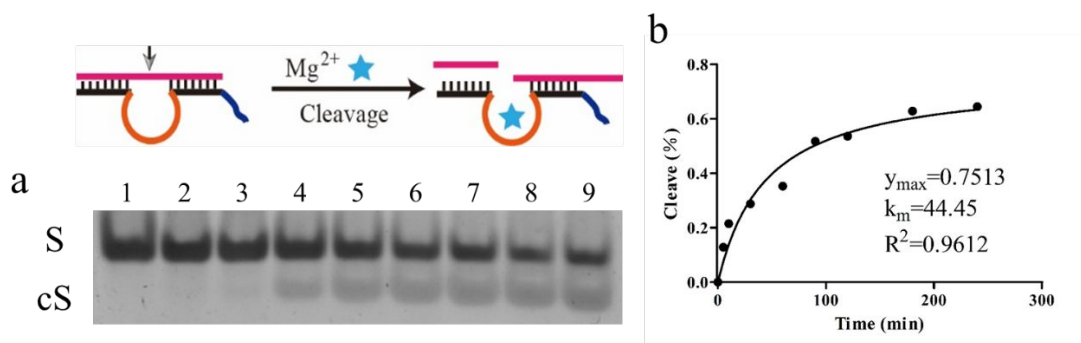 Mg2+
Cleavage
a
1 2 3 4 5 6 7 8 9
S
cS
b
0.8
0.6
0.4
0.2
0.0
Cleave (%)
ymax=0.7513
km=44.45
R2=0.9612
0 100 200 300
Time (min)